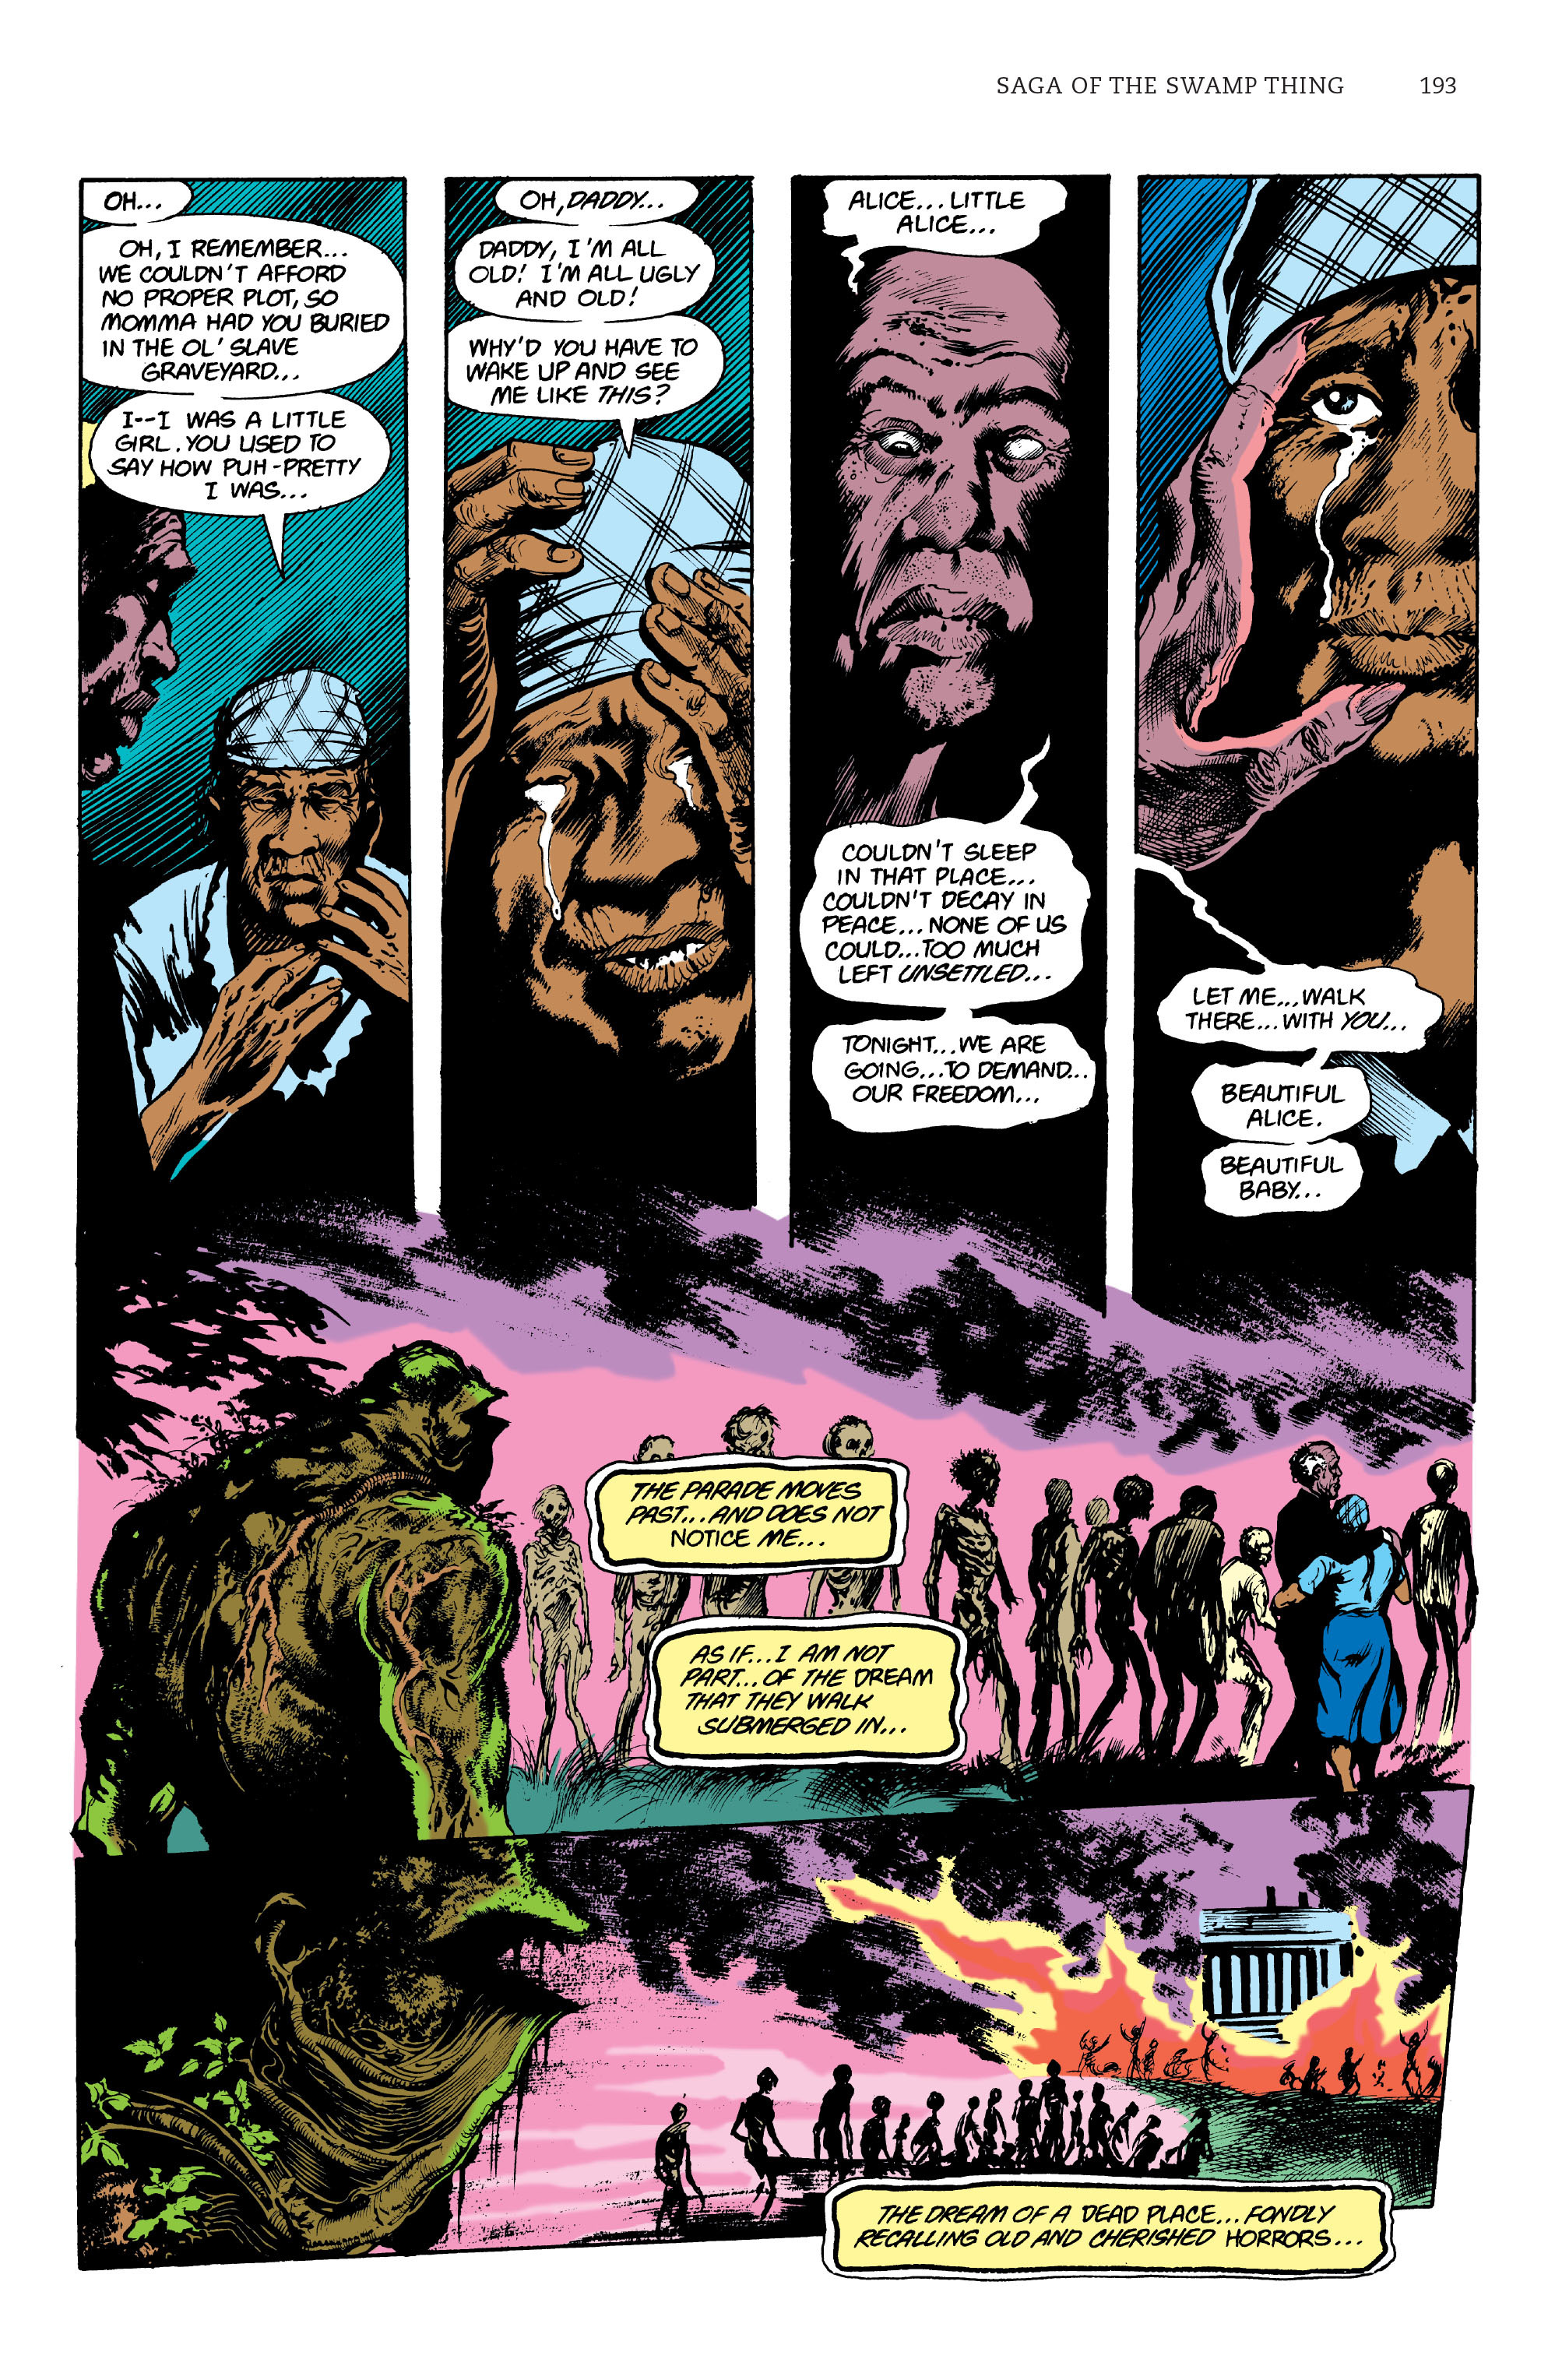 SAGA OF THE SWAMP THING 193
OH...
OH, I REMEMBER...
WE COULDN'T AFFORD
NO PROPER PLOT, SO
MOMMA HAD YOU BURIED
IN THE OL' SLAVE
GRAVEYARD...
I--I WAS A LITTLE
GIRL. YOU USED TO
SAY HOW PUH-PRETTY
I WAS...
OH, DADDY...
DADDY, I'M ALL
OLD! I'M ALL UGLY
AND OLD!
WHY'D YOU HAVE TO
WAKE UP AND SEE
ME LIKE THIS?
ALICE... LITTLE
ALICE...
COULDN'T SLEEP
IN THAT PLACE...
COULDN'T DECAY IN
PEACE... NONE OF US
COULD... TOO MUCH
LEFT UNSETTLED...
TONIGHT... WE ARE
GOING... TO DEMAND...
OUR FREEDOM...
LET ME... WALK
THERE... WITH YOU...
BEAUTIFUL
ALICE.
BEAUTIFUL
BABY...
THE PARADE MOVES
PAST... AND DOES NOT
NOTICE ME...
AS IF... I AM NOT
PART... OF THE DREAM
THAT THEY WALK
SUBMERGED IN...
THE DREAM OF A DEAD PLACE... FONDLY
RECALLING OLD AND CHERISHED HORRORS...